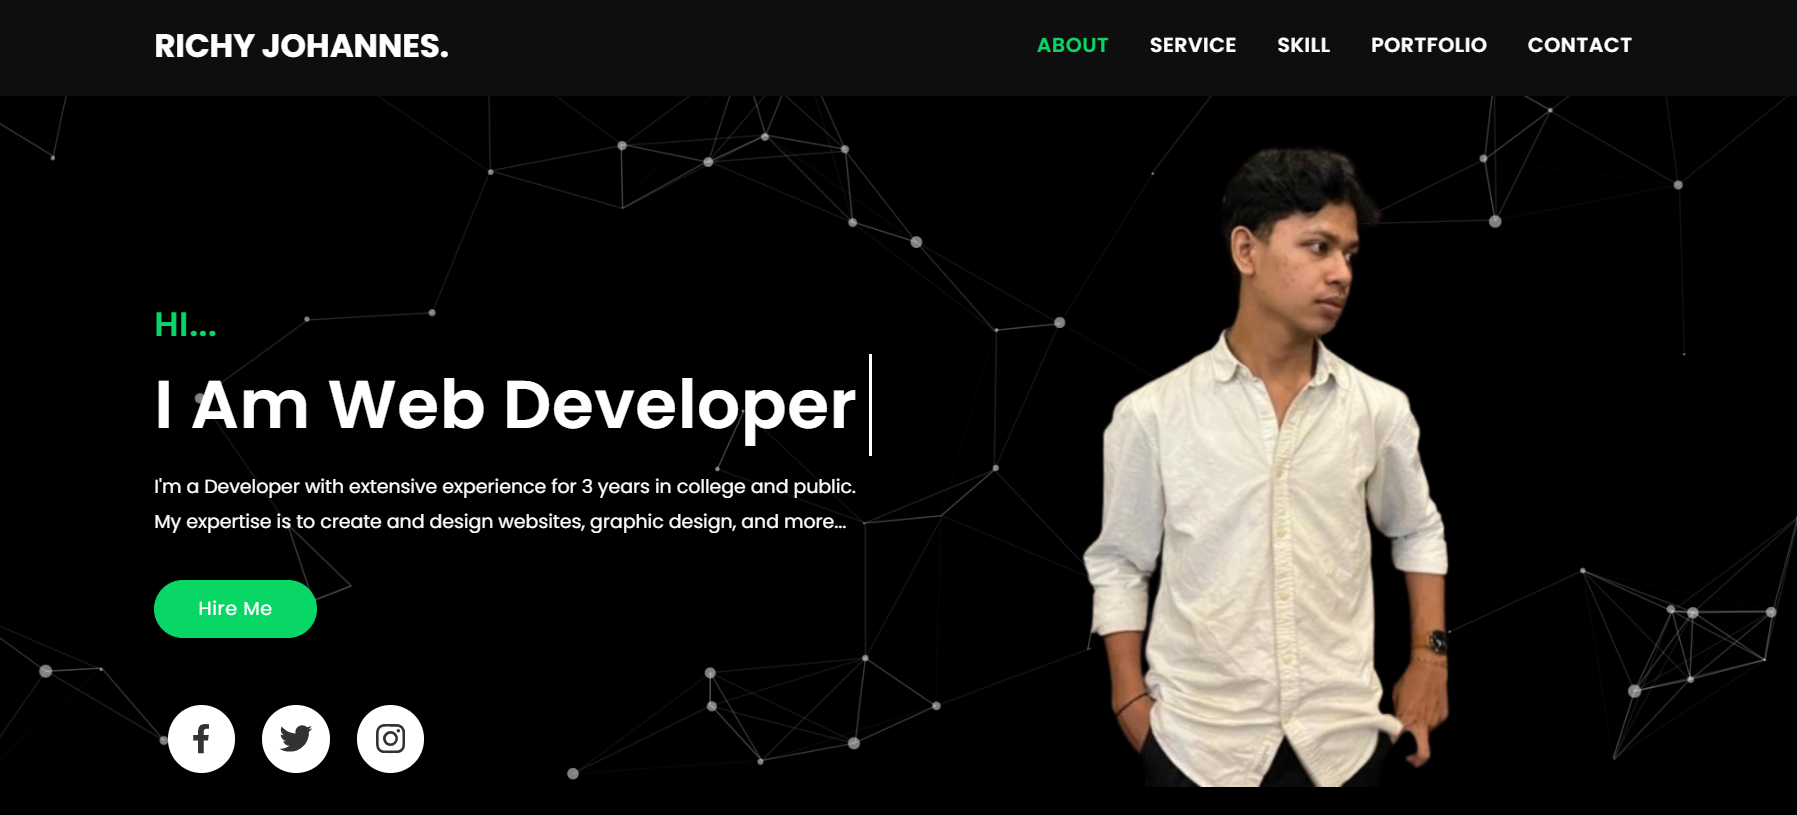 RICHY JOHANNES.
ABOUT SERVICE SKILL PORTFOLIO CONTACT
HI...
I Am Web Developer
I'm a Developer with extensive experience for 3 years in college and public.
My expertise is to create and design websites, graphic design, and more...
Hire Me